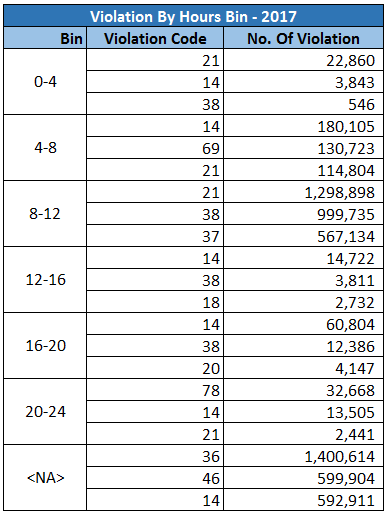 Violation By Hours Bin - 2017
Bin Violation Code No. Of Violation
21 22,860
0-4 14 3,843
38 546
14 180,105
4-8 69 130,723
21 114,804
21 1,298,898
8-12 38 999,735
37 567,134
14 14,722
12-16 38 3,811
18 2,732
14 60,804
16-20 38 12,386
20 4,147
78 32,668
20-24 14 13,505
21 2,441
36 1,400,614
<NA> 46 599,904
14 592,911